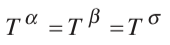 T^α = T^β = T^σ